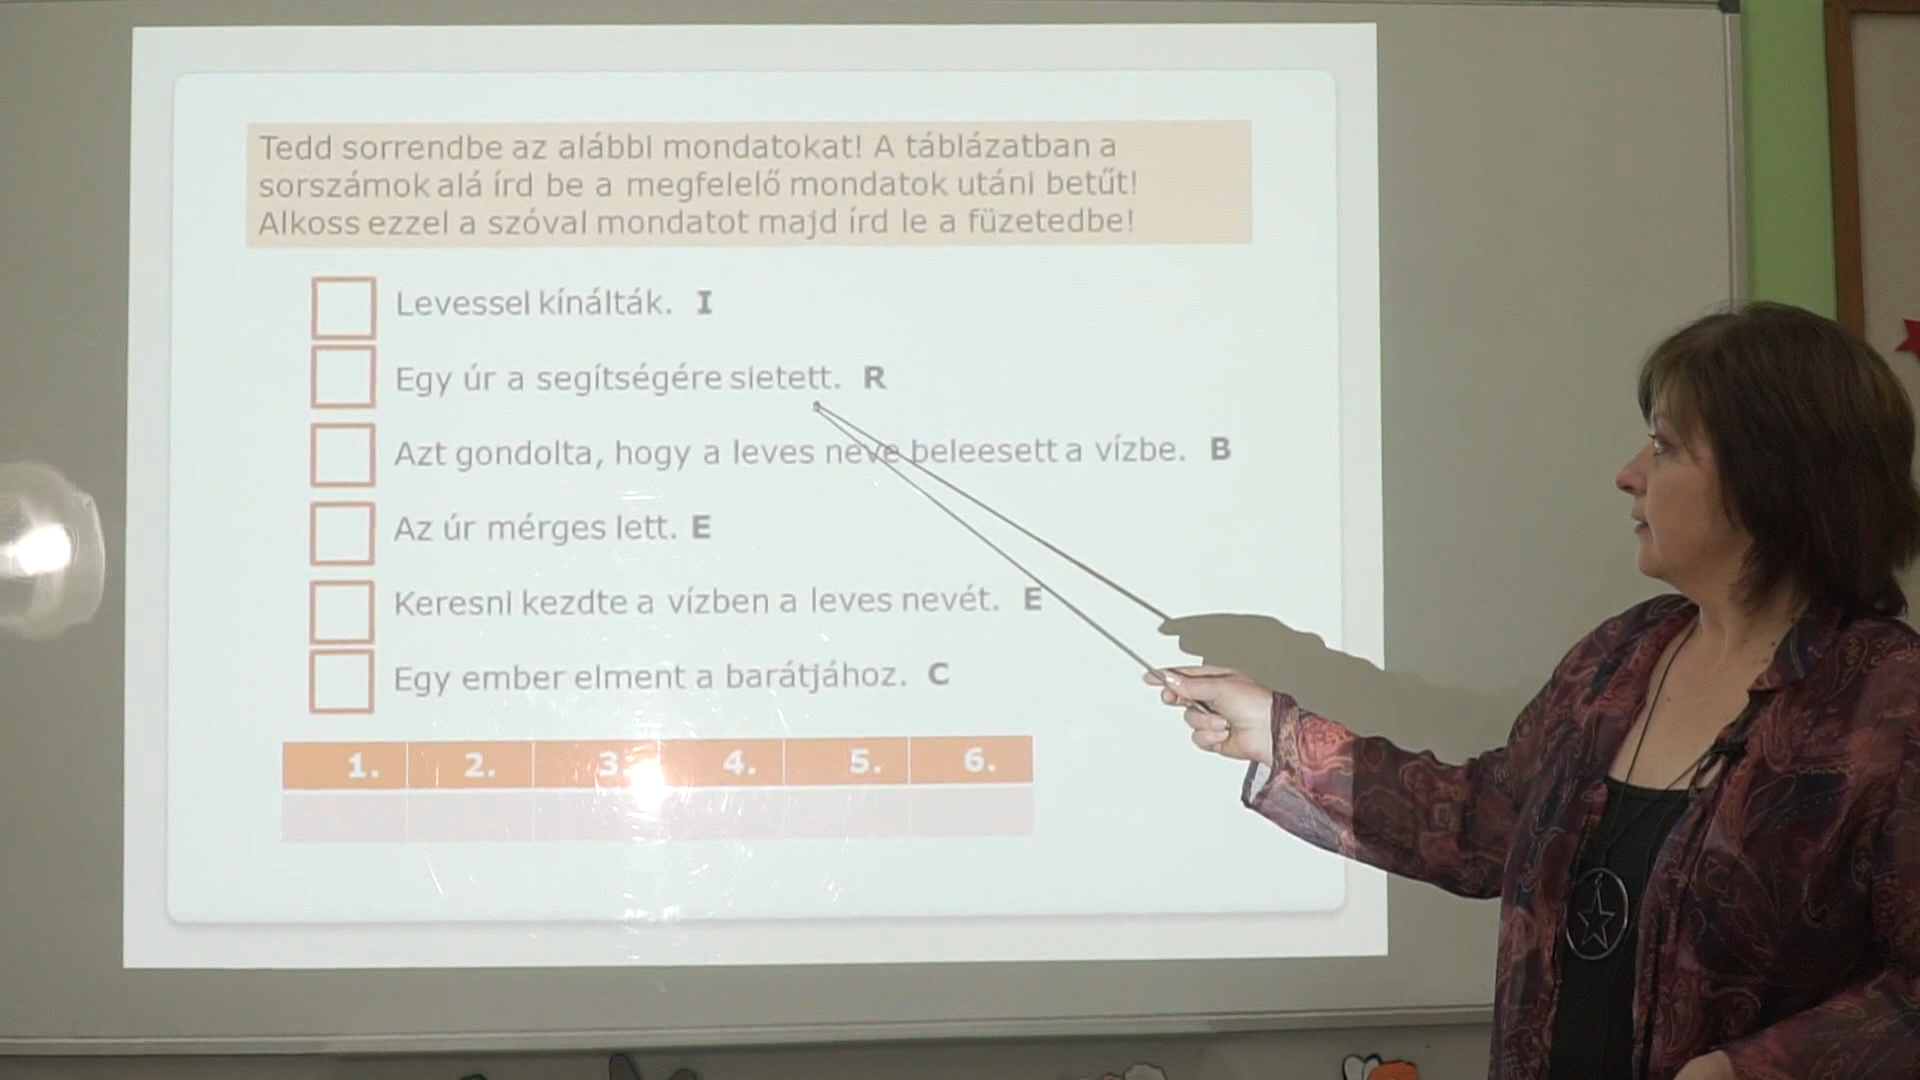 Tedd sorrendbe az alábbi mondatokat! A táblázatban a
sorszámok alá írd be a megfelelő mondatok utáni betűt!
Alkoss ezzel a szóval mondatot majd írd le a füzetedbe!
Levessel kínálták. I
Egy úr a segítségére sietett. R
Azt gondolta, hogy a leves neve beleesett a vízbe. B
Az úr mérges lett. E
Keresni kezdte a vízben a leves nevét. E
Egy ember elment a barátjához. C
1. 2. 3. 4. 5. 6.